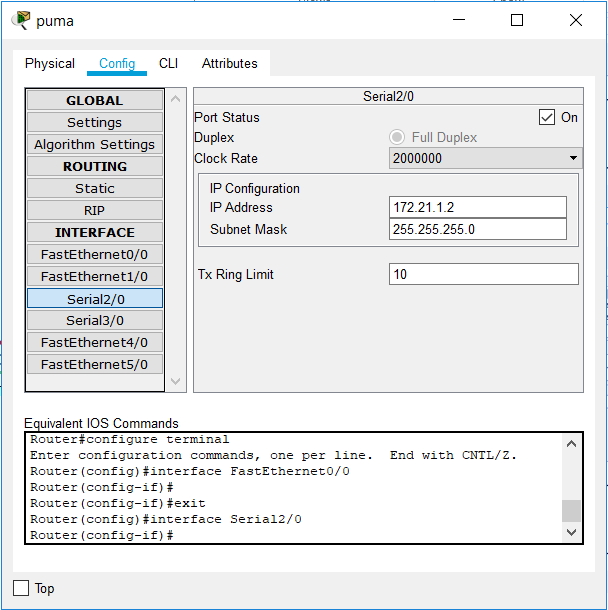 puma
Physical Config CLI Attributes
GLOBAL
Settings
Algorithm Settings
ROUTING
Static
RIP
INTERFACE
FastEthernet0/0
FastEthernet1/0
Serial2/0
Serial3/0
FastEthernet4/0
FastEthernet5/0
Serial2/0
Port Status On
Duplex Full Duplex
Clock Rate 2000000
IP Configuration
IP Address 172.21.1.2
Subnet Mask 255.255.255.0
Tx Ring Limit 10
Equivalent IOS Commands
Router#configure terminal
Enter configuration commands, one per line.  End with CNTL/Z.
Router(config)#interface FastEthernet0/0
Router(config-if)#
Router(config-if)#exit
Router(config)#interface Serial2/0
Router(config-if)#
Top